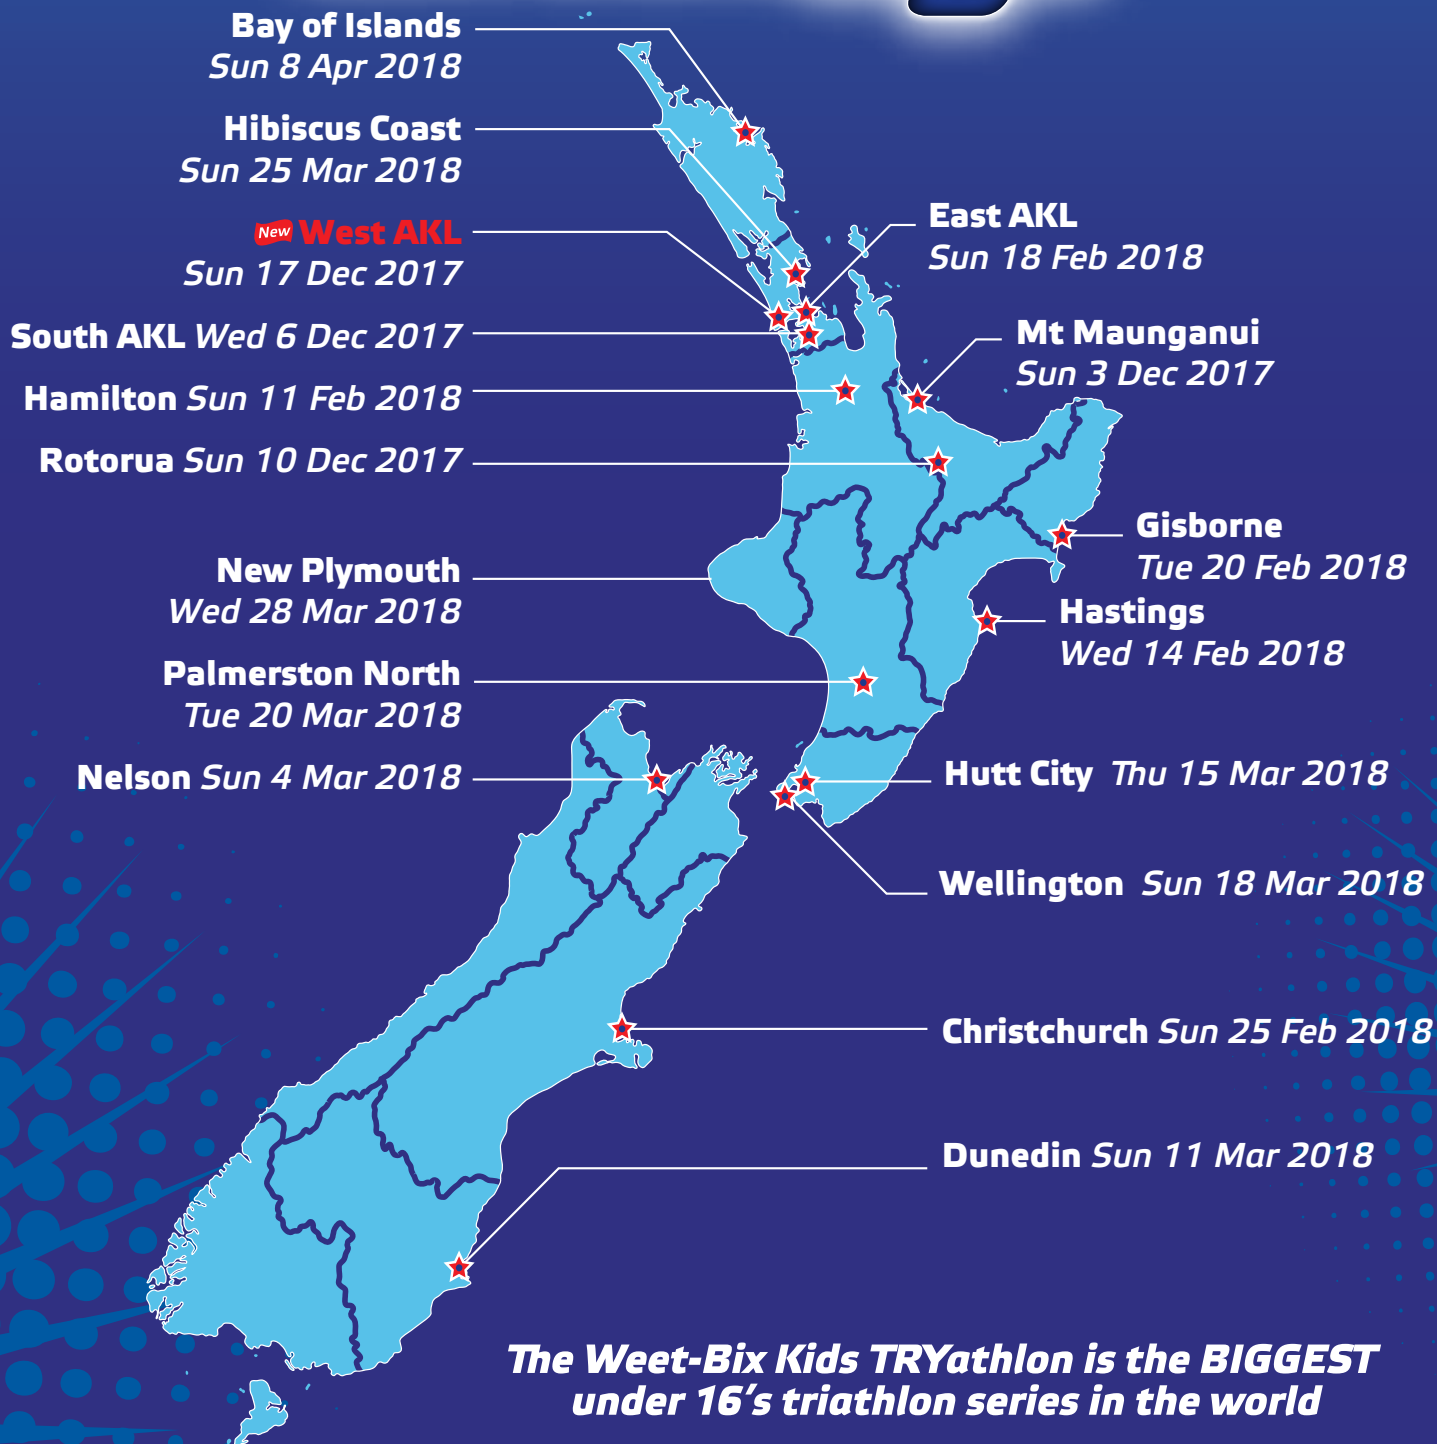 Bay of Islands
Sun 8 Apr 2018
Hibiscus Coast
Sun 25 Mar 2018
New West AKL
Sun 17 Dec 2017
South AKL Wed 6 Dec 2017
Hamilton Sun 11 Feb 2018
Rotorua Sun 10 Dec 2017
New Plymouth
Wed 28 Mar 2018
Palmerston North
Tue 20 Mar 2018
Nelson Sun 4 Mar 2018
East AKL
Sun 18 Feb 2018
Mt Maunganui
Sun 3 Dec 2017
Gisborne
Tue 20 Feb 2018
Hastings
Wed 14 Feb 2018
Hutt City Thu 15 Mar 2018
Wellington Sun 18 Mar 2018
Christchurch Sun 25 Feb 2018
Dunedin Sun 11 Mar 2018
The Weet-Bix Kids TRYathlon is the BIGGEST
under 16's triathlon series in the world